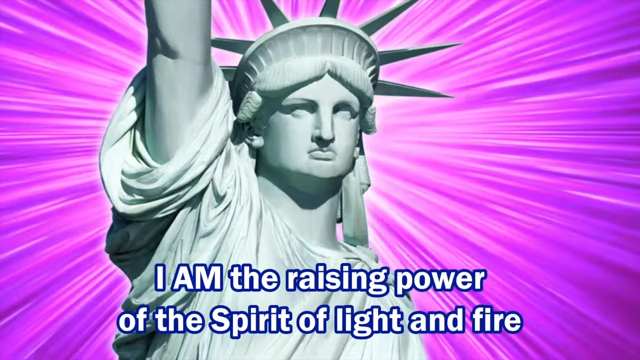 I AM the raising power
of the Spirit of light and fire